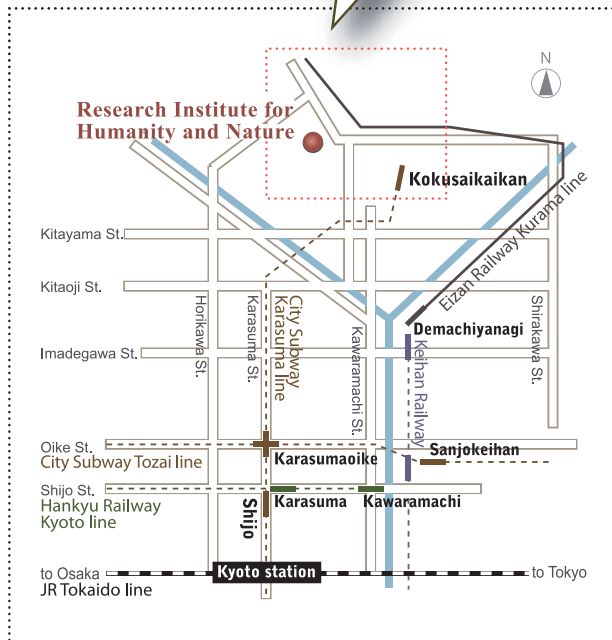 N
Research Institute for
Humanity and Nature
Kokusaikaikan
Kitayama St.
Kitaoji St.
Imadegawa St.
Horikawa St.
Karasuma St.
City Subway
Karasuma line
Kawaramachi St.
Eizan Railway Kurama line
Shirakawa St.
Demachiyanagi
Keihan Railway
Oike St.
City Subway Tozai line
Karasumaoike
Sanjokeihan
Shijo St.
Hankyu Railway
Kyoto line
Shijo
Karasuma
Kawaramachi
to Osaka
Kyoto station
to Tokyo
JR Tokaido line